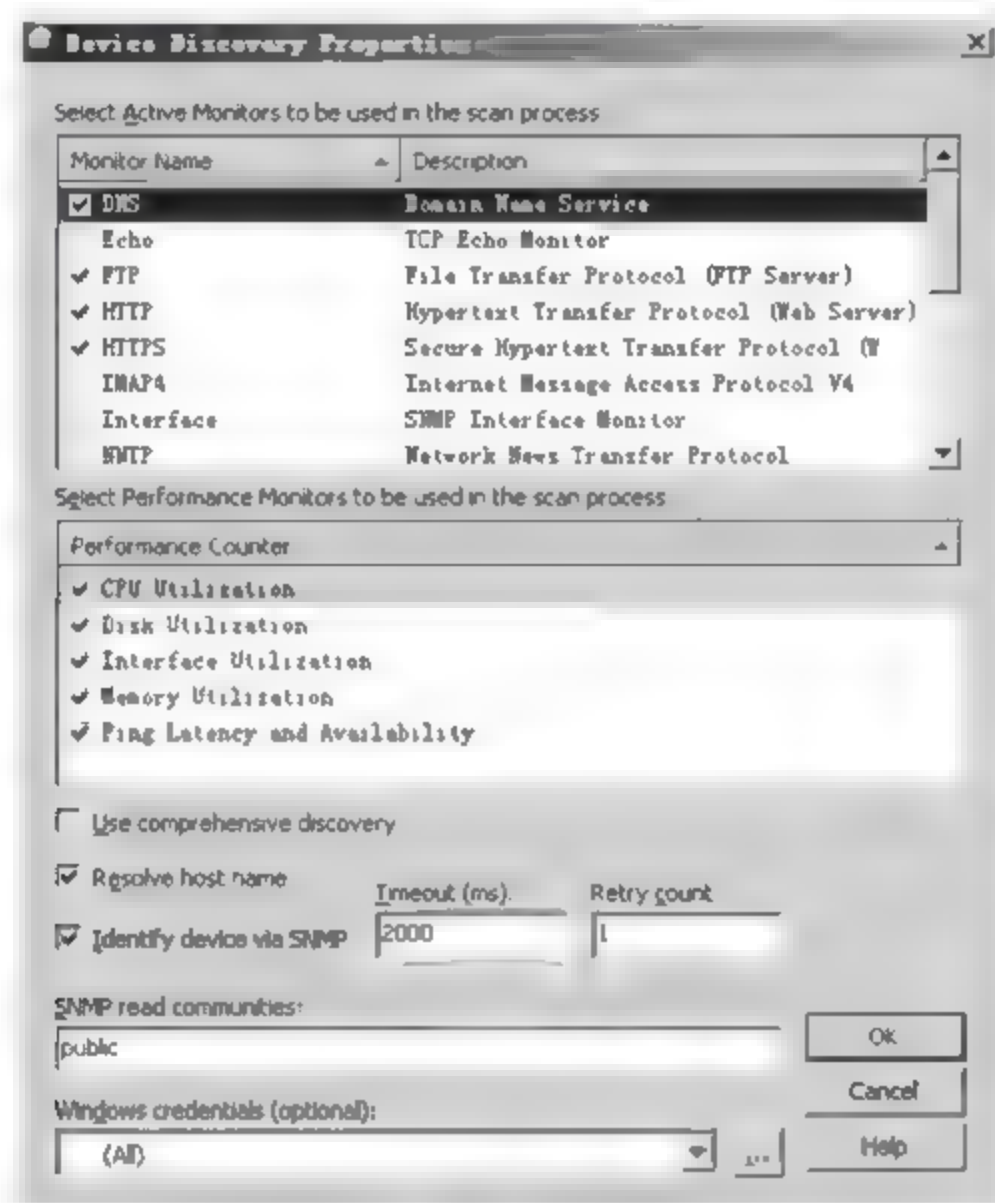 Device Discovery Properties
Select Active Monitors to be used in the scan process
Monitor Name Description
DNS Domain Name Service
Echo TCP Echo Monitor
FTP File Transfer Protocol (FTP Server)
HTTP Hypertext Transfer Protocol (Web Server)
HTTPS Secure Hypertext Transfer Protocol (W
IMAP4 Internet Message Access Protocol V4
Interface SNMP Interface Monitor
NNTP Network News Transfer Protocol
Select Performance Monitors to be used in the scan process
Performance Counter
CPU Utilization
Disk Utilization
Interface Utilization
Memory Utilization
Ping Latency and Availability
Use comprehensive discovery
Resolve host name
Timeout (ms): Retry count
Identify device via SNMP 2000 1
SNMP read communities:
public
OK
Cancel
Windows credentials (optional):
(All) ...
Help